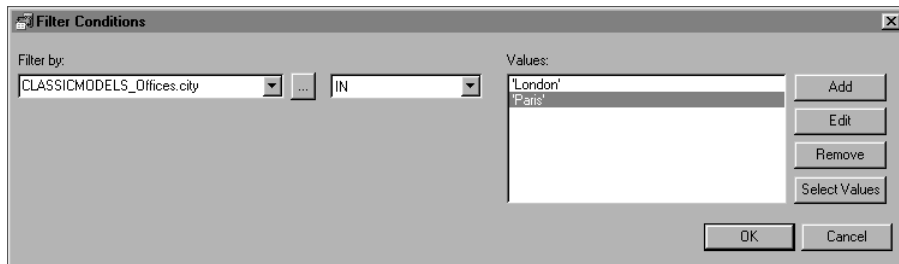 Filter Conditions
Filter by:
Values:
CLASSICMODELS_Offices.city
...
IN
'London'
'Paris'
Add
Edit
Remove
Select Values
OK
Cancel